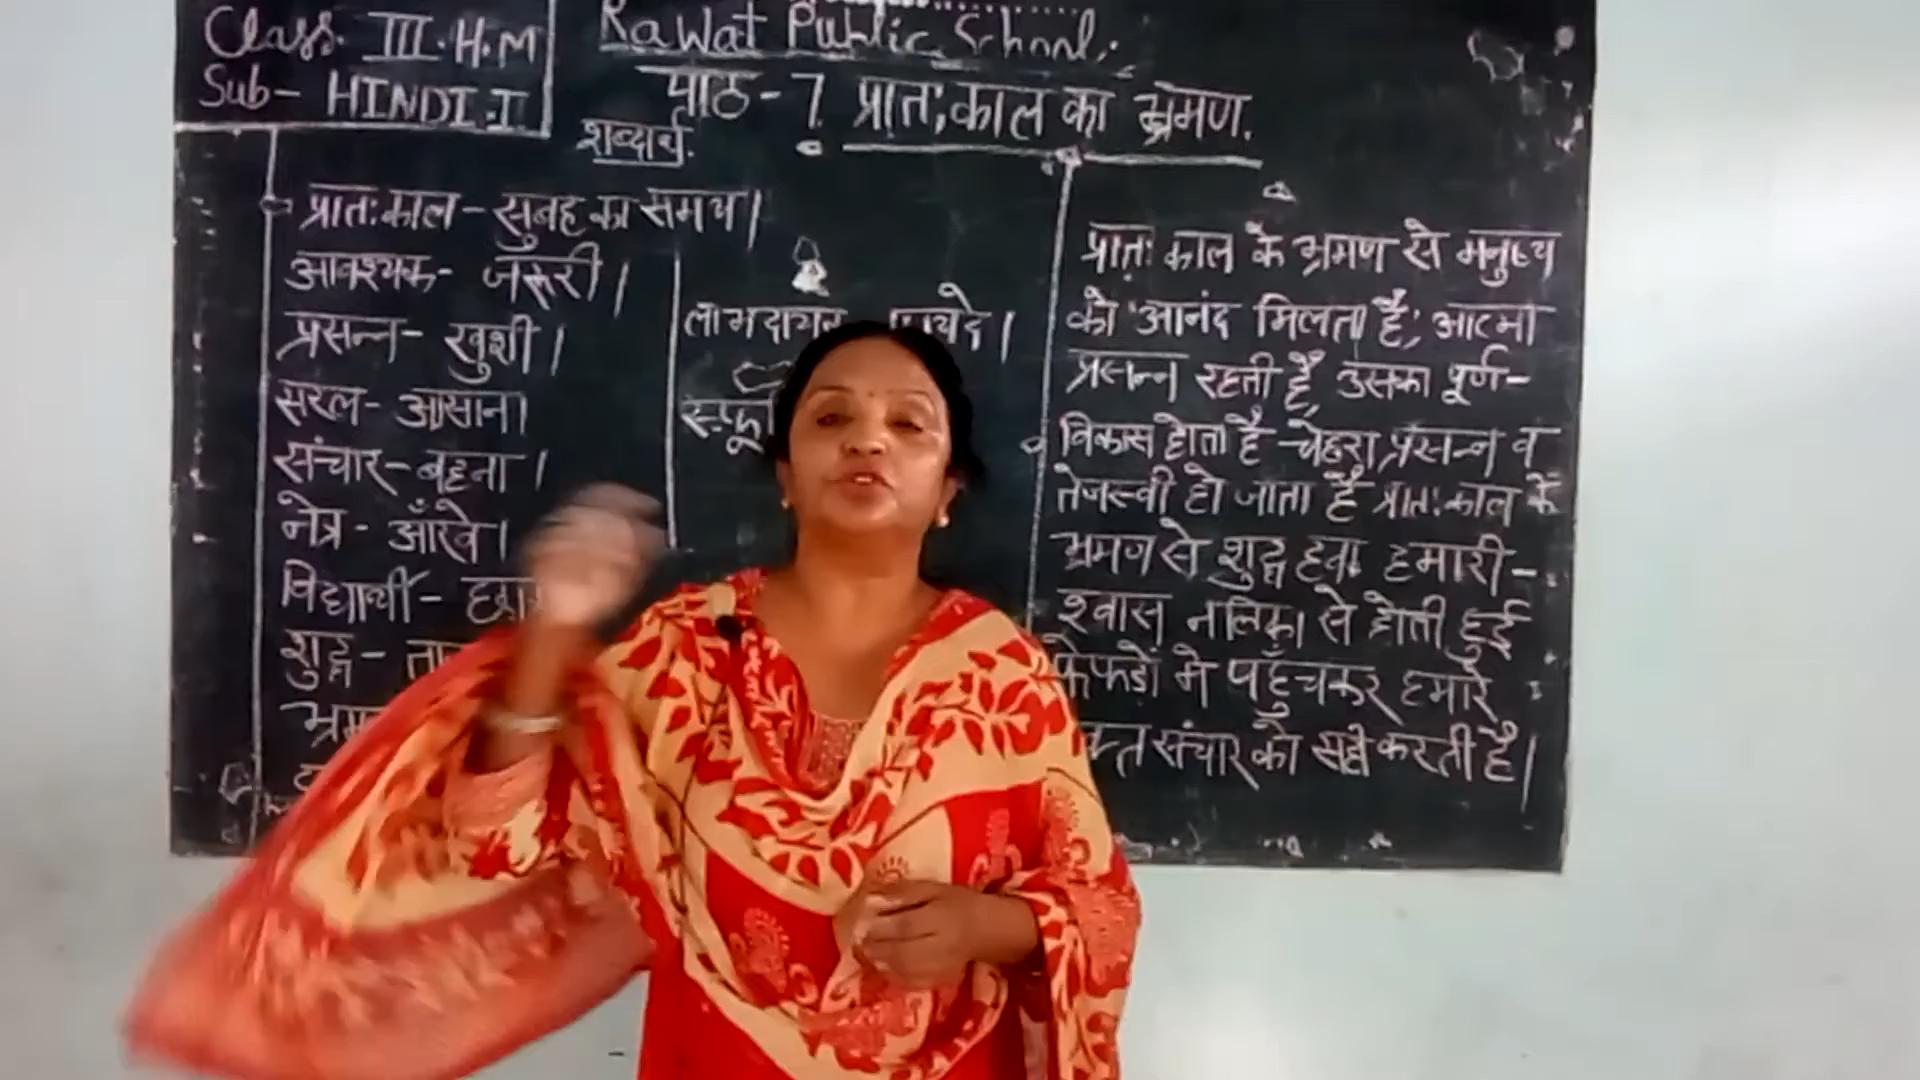 Class. III. H.M
Sub- HINDI.I
Rawat Public School.
पाठ-7 प्रात:काल का भ्रमण.
शब्दार्थ.
प्रात:काल - सुबह का समय।
आवश्यक - जरूरी।
प्रसन्न - खुशी।
सरल - आसान।
संचार - बहना।
नेत्र - आँखे।
विद्यार्थी -
शुद्ध -
प्रात: काल के भ्रमण से मनुष्य
को आनंद मिलता है, आत्मा
प्रसन्न रहती है, उसका पूर्ण-
विकास होता है चेहरा प्रसन्न व
तेजस्वी हो जाता है प्रात:काल के
भ्रमण से शुद्ध हवा हमारी-
श्वास नलिका से होती हुई
फेफडों मे पहुँचकर हमारे
संचार को सही करती है।